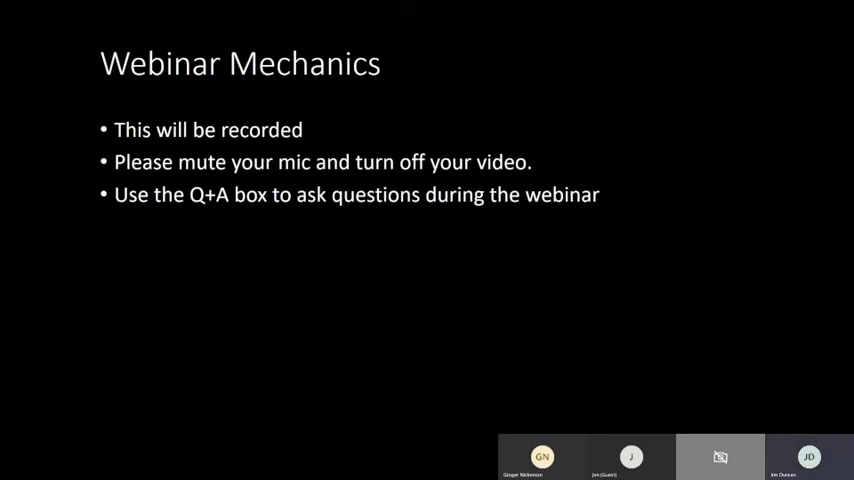 Webinar Mechanics
• This will be recorded
• Please mute your mic and turn off your video.
• Use the Q+A box to ask questions during the webinar
GN
J
JD
Ginger Nickerson
jen (Guest)
Jim Duncan